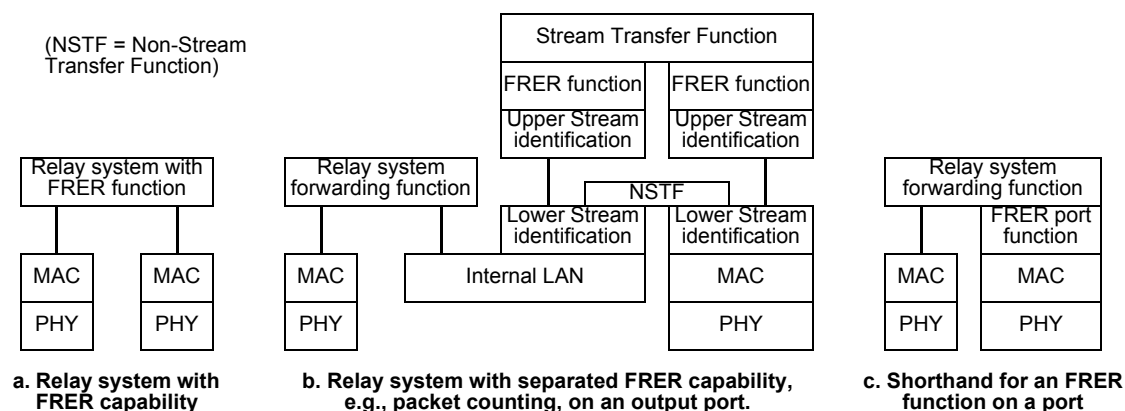 (NSTF = Non-Stream
Transfer Function)
Stream Transfer Function
FRER function
FRER function
Upper Stream
identification
Upper Stream
identification
Relay system with
FRER function
Relay system
forwarding function
NSTF
Relay system
forwarding function
Lower Stream
identification
Lower Stream
identification
FRER port
function
MAC
MAC
MAC
Internal LAN
MAC
MAC
MAC
PHY
PHY
PHY
PHY
PHY
PHY
a. Relay system with
FRER capability
b. Relay system with separated FRER capability,
e.g., packet counting, on an output port.
c. Shorthand for an FRER
function on a port